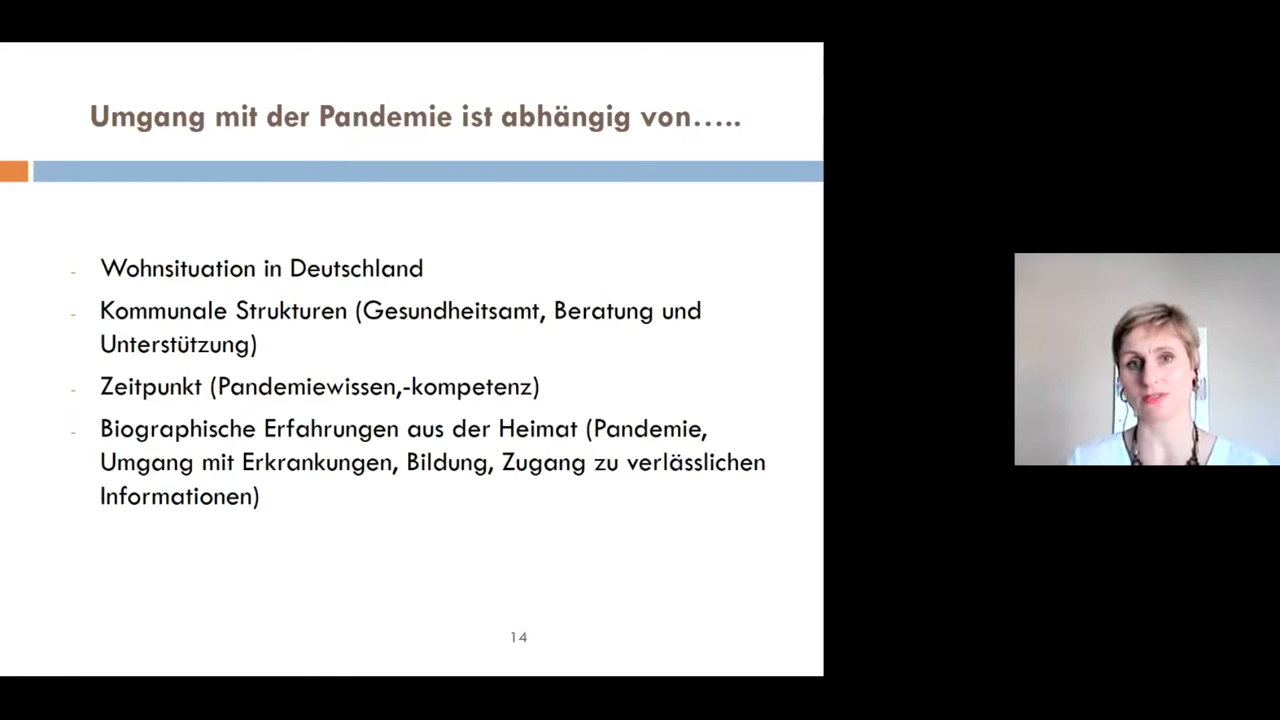 Umgang mit der Pandemie ist abhängig von.....
- Wohnsituation in Deutschland
- Kommunale Strukturen (Gesundheitsamt, Beratung und
Unterstützung)
- Zeitpunkt (Pandemiewissen,-kompetenz)
- Biographische Erfahrungen aus der Heimat (Pandemie,
Umgang mit Erkrankungen, Bildung, Zugang zu verlässlichen
Informationen)
14